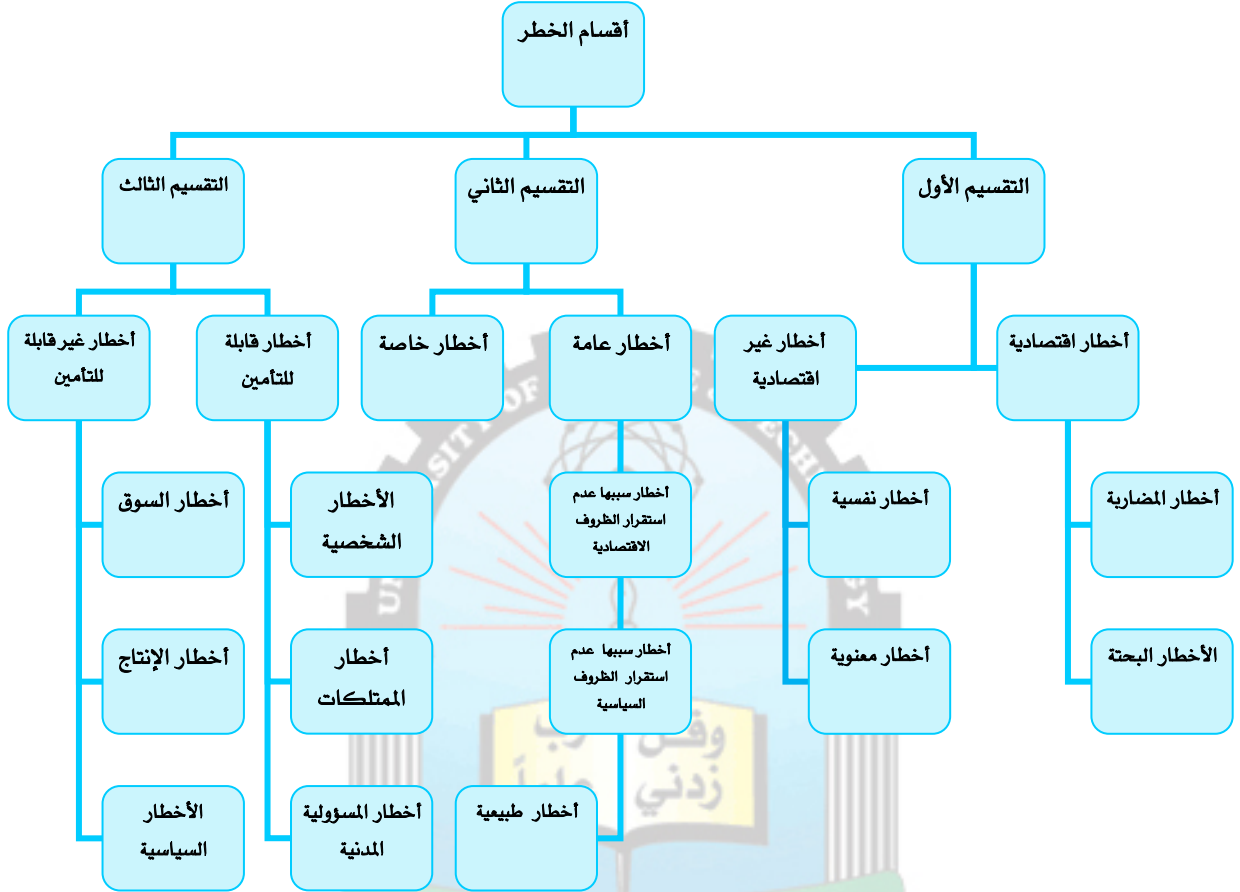 أقسام الخطر
التقسيم الأول
التقسيم الثاني
التقسيم الثالث
أخطار اقتصادية
أخطار غير
اقتصادية
أخطار عامة
أخطار خاصة
أخطار قابلة
للتأمين
أخطار غير قابلة
للتأمين
أخطار المضاربة
أخطار نفسية
أخطار سببها عدم
استقرار الظروف
الاقتصادية
الأخطار
الشخصية
أخطار السوق
الأخطار البحتة
أخطار معنوية
أخطار سببها عدم
استقرار الظروف
السياسية
أخطار
الممتلكات
أخطار الإنتاج
أخطار طبيعية
أخطار المسؤولية
المدنية
الأخطار
السياسية
زدني